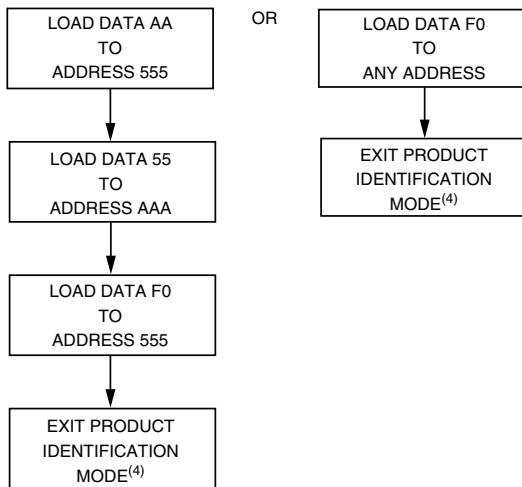 LOAD DATA AA
TO
ADDRESS 555
LOAD DATA 55
TO
ADDRESS AAA
LOAD DATA F0
TO
ADDRESS 555
EXIT PRODUCT
IDENTIFICATION
MODE(4)
OR
LOAD DATA F0
TO
ANY ADDRESS
EXIT PRODUCT
IDENTIFICATION
MODE(4)